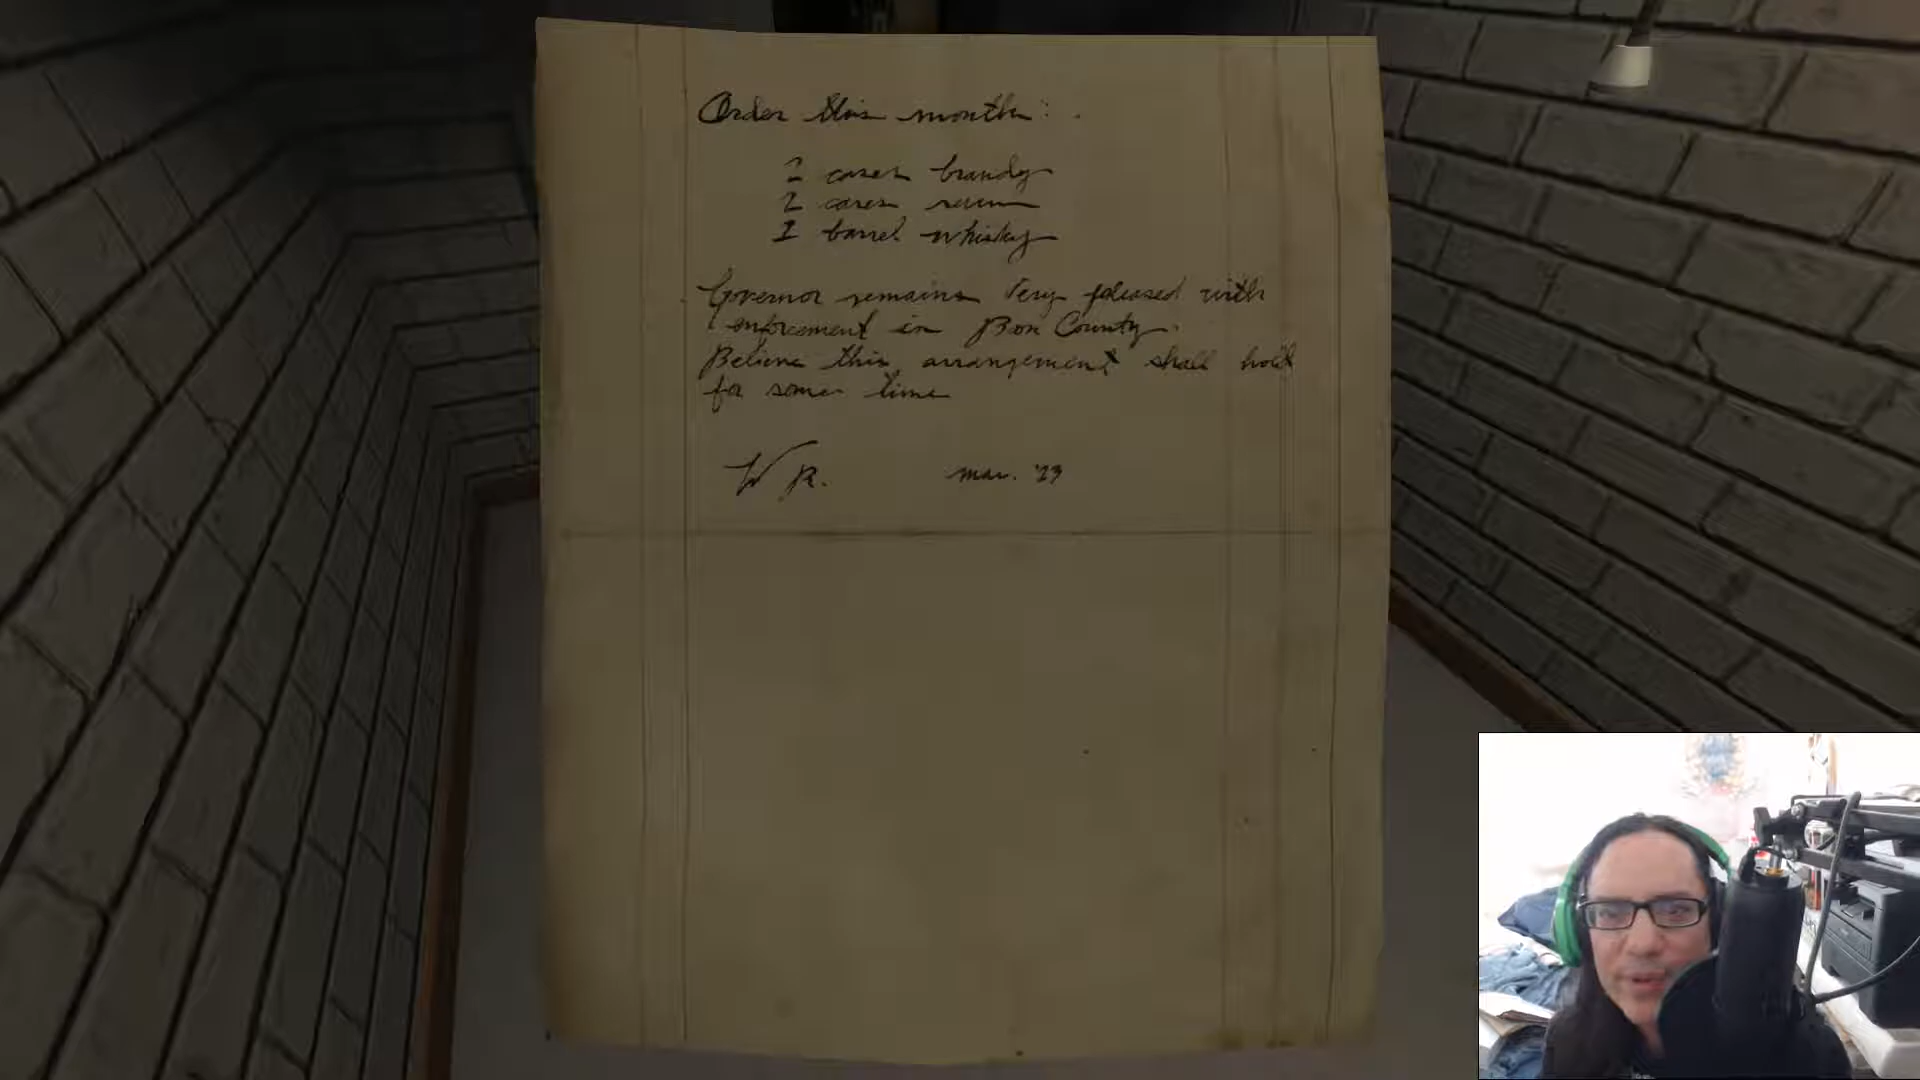 Order this month:
2 cases brandy
2 cases rum
1 barrel whisky
Governor remains very pleased with
enforcement in Bon County.
Believe this arrangement shall hold
for some time
W R. mar. '23